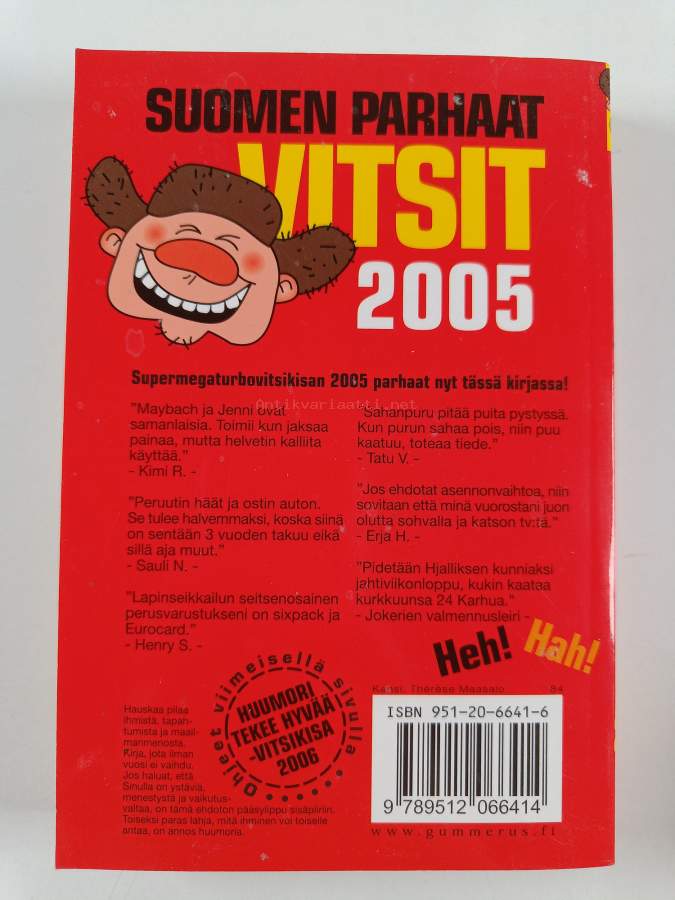 SUOMEN PARHAAT
VITSIT
2005
Supermegaturbovitsikisan 2005 parhaat nyt tässä kirjassa!
Antikvariaatti.net
"Maybach ja Jenni ovat
samanlaisia. Toimii kun jaksaa
painaa, mutta helvetin kalliita
käyttää."
- Kimi R. -
"Peruutin häät ja ostin auton.
Se tulee halvemmaksi, koska siinä
on sentään 3 vuoden takuu eikä
sillä aja muut."
- Sauli N. -
"Lapinseikkailun seitsenosainen
perusvarustukseni on sixpack ja
Eurocard."
- Henry S. -
"Sahanpuru pitää puita pystyssä.
Kun purun sahaa pois, niin puu
kaatuu, toteaa tiede."
- Tatu V. -
"Jos ehdotat asennonvaihtoa, niin
sovitaan että minä vuorostani juon
olutta sohvalla ja katson tv:tä."
- Erja H. -
"Pidetään Hjalliksen kunniaksi
jahtiviikonloppu, kukin kaataa
kurkkuunsa 24 Karhua."
- Jokerien valmennusleiri -
Heh! Hah!
Ohjeet viimeisellä sivulla
HUUMORI
TEKEE HYVÄÄ
-VITSIKISA
2006
Hauskaa pilaa
ihmistä, tapah-
tumista ja maail-
manmenosta.
Kirja, jota ilman
vuosi ei vaihdu.
Jos haluat, että
Sinulla on ystäviä,
menestystä ja vaikutus-
valtaa, on tämä ehdoton pääsylippu sisäpiiriin.
Toiseksi paras lahja, mitä ihminen voi toiselle
antaa, on annos huumoria.
Kansi: Thérèse Maasalo
84
ISBN 951-20-6641-6
9 789512 066414
www.gummerus.fi